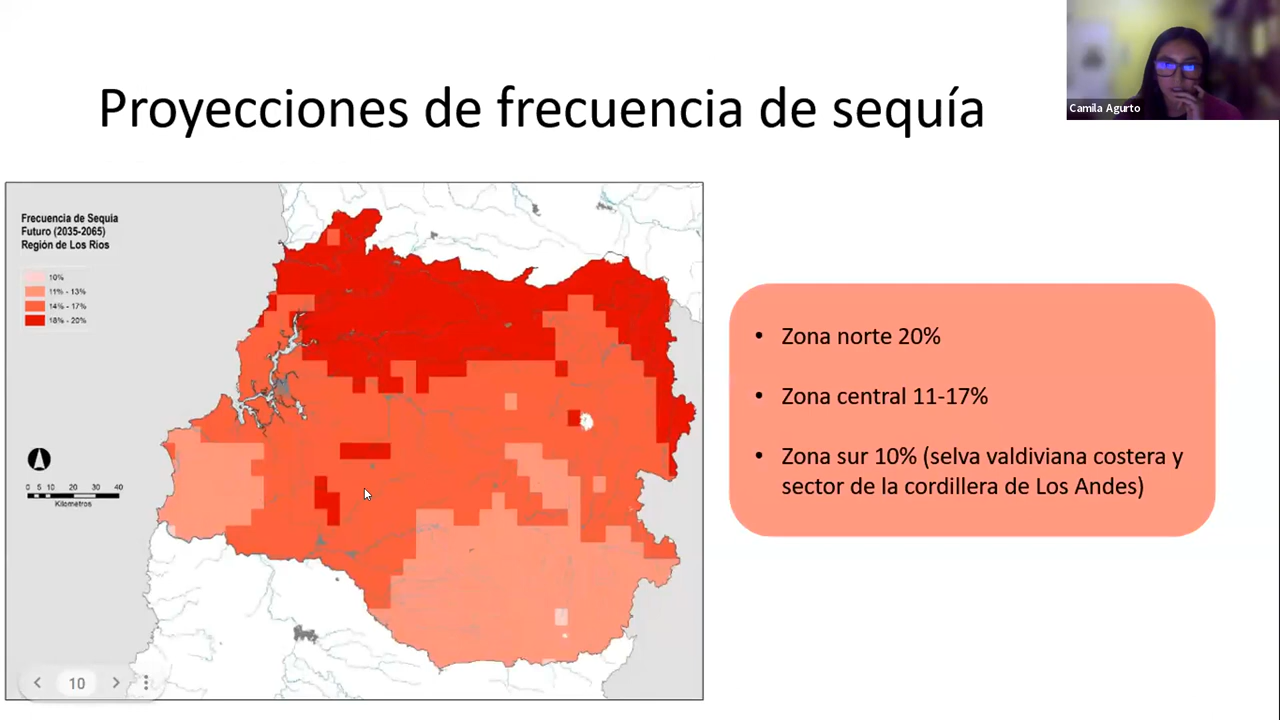 Camila Agurto
Proyecciones de frecuencia de sequía
Frecuencia de Sequía
Futuro (2035-2065)
Región de Los Ríos
10%
11% - 13%
14% - 17%
18% - 20%
0 5 10 20 30 40
Kilómetros
• Zona norte 20%
• Zona central 11-17%
• Zona sur 10% (selva valdiviana costera y
sector de la cordillera de Los Andes)
10